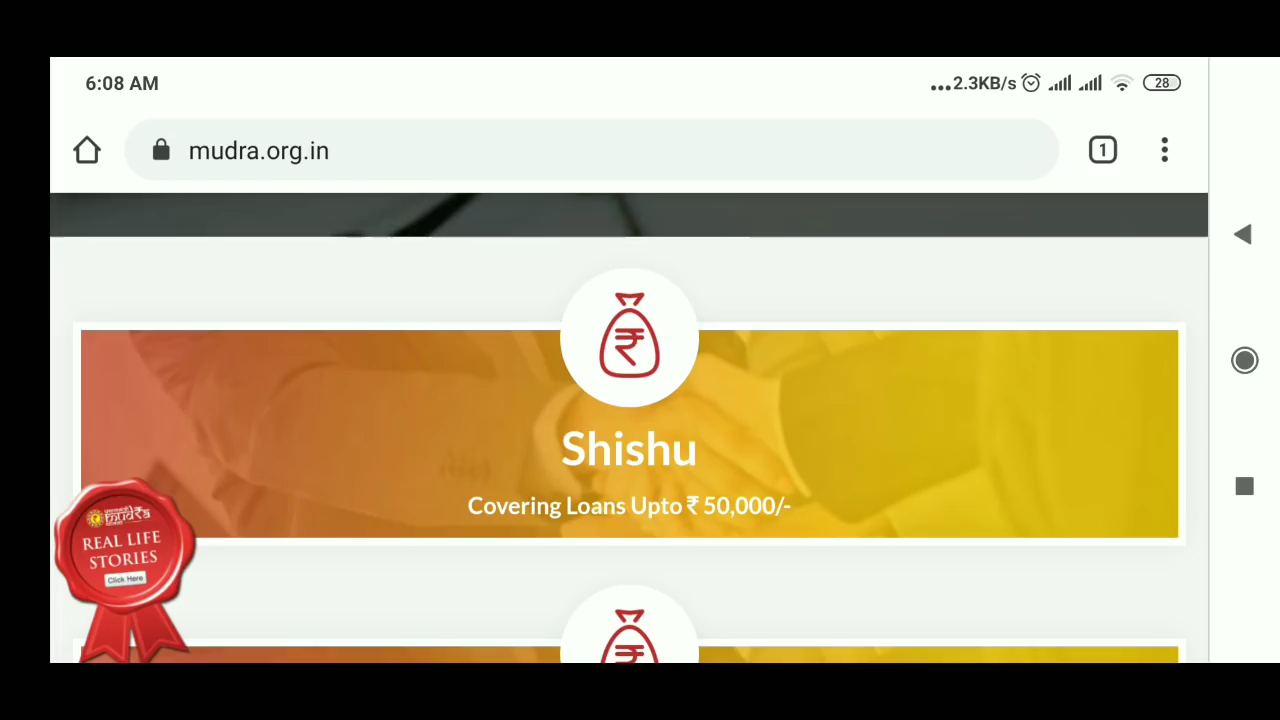 6:08 AM
...2.3KB/s 28
mudra.org.in
1
₹
Shishu
Covering Loans Upto ₹ 50,000/-
mudra
REAL LIFE
STORIES
Click Here
₹